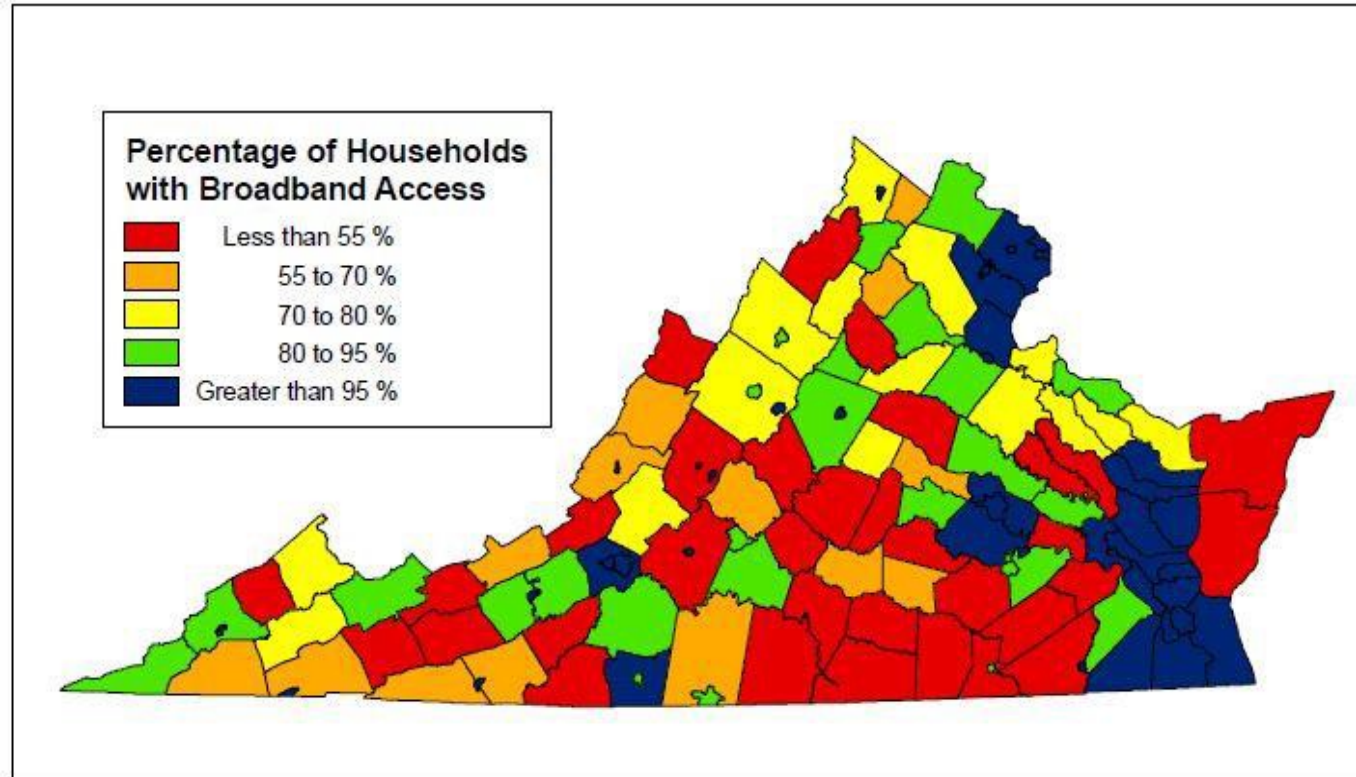 Percentage of Households
with Broadband Access
Less than 55 %
55 to 70 %
70 to 80 %
80 to 95 %
Greater than 95 %